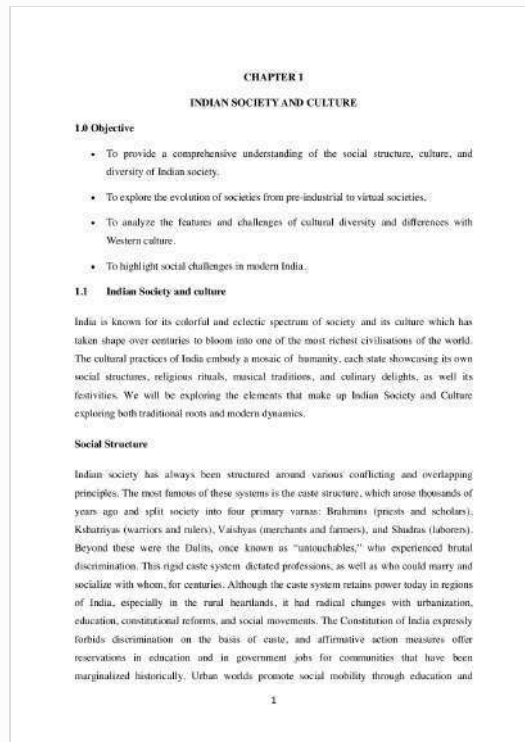 CHAPTER 1
INDIAN SOCIETY AND CULTURE
1.0 Objective
• To provide a comprehensive understanding of the social structure, culture, and
diversity of Indian society.
• To explore the evolution of societies from pre-industrial to virtual societies.
• To analyze the features and challenges of cultural diversity and differences with
Western culture.
• To highlight social challenges in modern India.
1.1 Indian Society and culture
India is known for its colorful and eclectic spectrum of society and its culture which has
taken shape over centuries to bloom into one of the most richest civilisations of the world.
The cultural practices of India embody a mosaic of humanity, each state showcasing its own
social structures, religious rituals, musical traditions, and culinary delights, as well its
festivities. We will be exploring the elements that make up Indian Society and Culture
exploring both traditional roots and modern dynamics.
Social Structure
Indian society has always been structured around various conflicting and overlapping
principles. The most famous of these systems is the caste structure, which arose thousands of
years ago and split society into four primary varnas: Brahmins (priests and scholars),
Kshatriyas (warriors and rulers), Vaishyas (merchants and farmers), and Shudras (laborers).
Beyond these were the Dalits, once known as "untouchables," who experienced brutal
discrimination. This rigid caste system dictated professions, as well as who could marry and
socialize with whom, for centuries. Although the caste system retains power today in regions
of India, especially in the rural heartlands, it had radical changes with urbanization,
education, constitutional reforms, and social movements. The Constitution of India expressly
forbids discrimination on the basis of caste, and affirmative action measures offer
reservations in education and in government jobs for communities that have been
marginalized historically. Urban worlds promote social mobility through education and
1